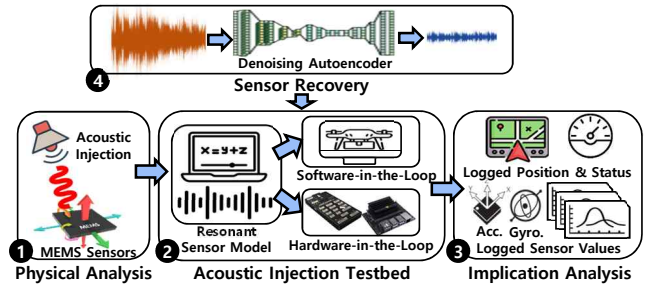 Denoising Autoencoder
4
Sensor Recovery
Acoustic
Injection
MEMS
MEMS Sensors
1
Physical Analysis
x=y+z
Resonant
Sensor Model
Software-in-the-Loop
Hardware-in-the-Loop
2
Acoustic Injection Testbed
Logged Position & Status
Acc. Gyro.
Logged Sensor Values
3
Implication Analysis